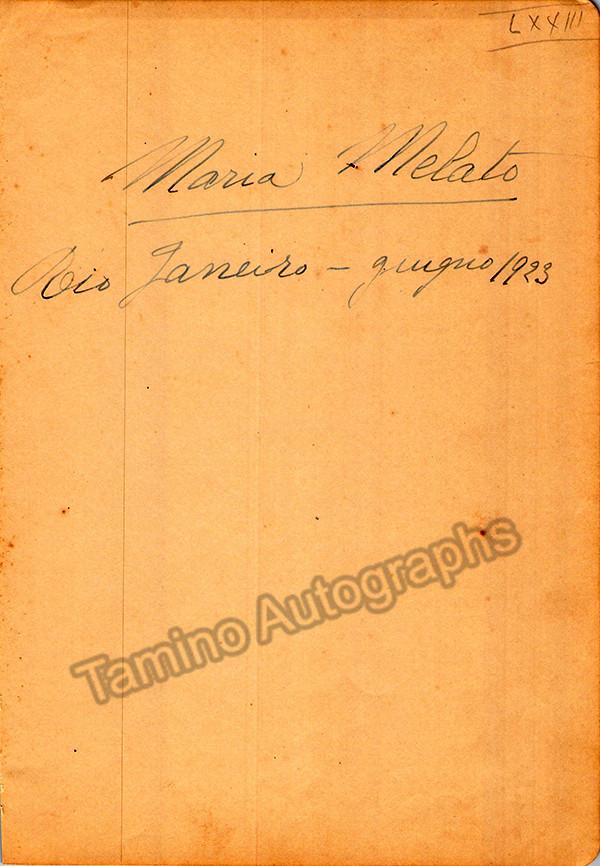 LXXIII
Maria Melato
Rio Janeiro - giugno 1923
Tamino Autographs